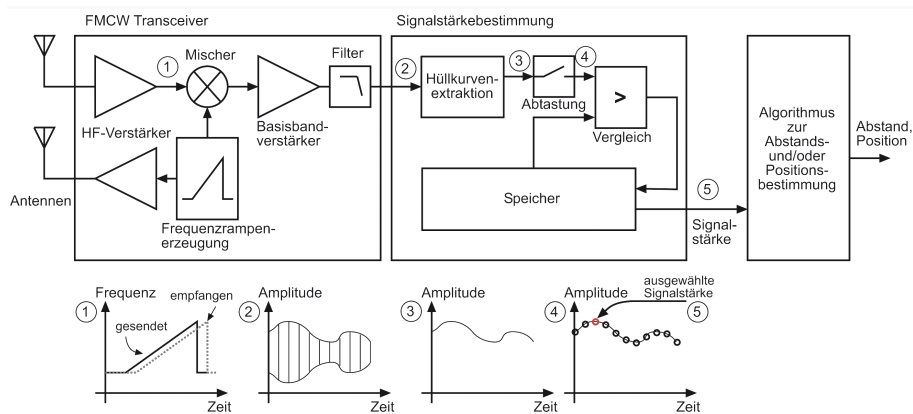 FMCW Transceiver
Signalstärkebestimmung
1
Mischer
Filter
2
3
4
Hüllkurven-
extraktion
Abtastung
>
Vergleich
HF-Verstärker
Basisband-
verstärker
Antennen
Frequenzrampen-
erzeugung
Speicher
5
Signal-
stärke
Algorithmus
zur
Abstands-
und/oder
Positions-
bestimmung
Abstand,
Position
1
Frequenz
empfangen
gesendet
Zeit
2
Amplitude
Zeit
3
Amplitude
Zeit
4
Amplitude
ausgewählte
Signalstärke
5
Zeit